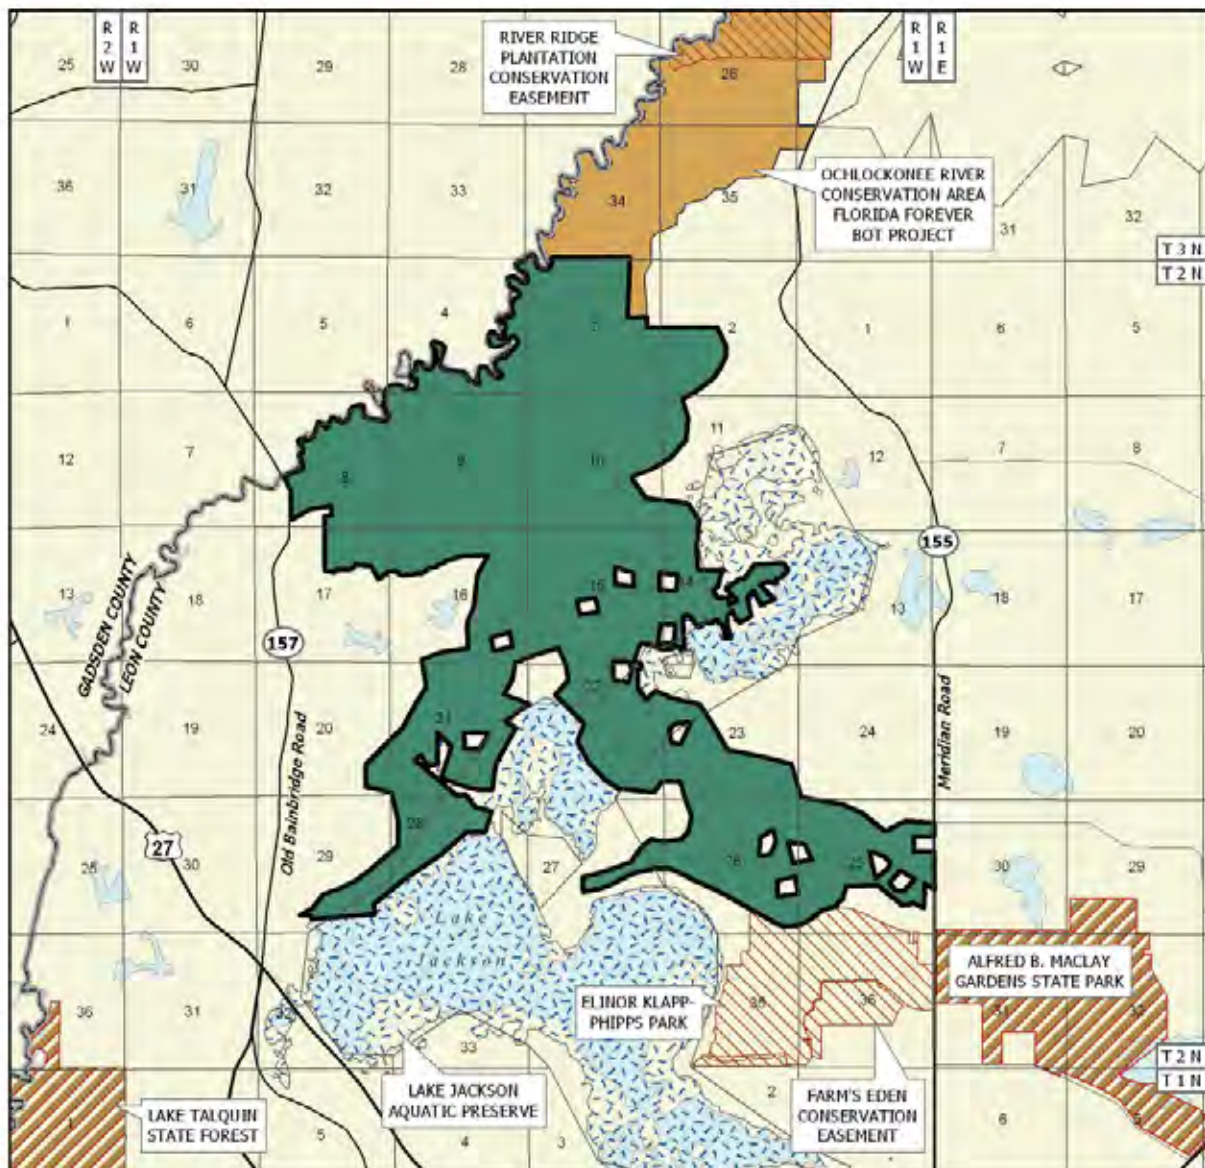 R R
2 1
W W
25
30
29
28
RIVER RIDGE
PLANTATION
CONSERVATION
EASEMENT
26
R R
1 1
W E
36
31
32
33
34
35
OCHLOCKONEE RIVER
CONSERVATION AREA
FLORIDA FOREVER
BOT PROJECT
31
32
T 3 N
T 2 N
1
6
5
4
2
1
6
5
12
7
8
9
10
11
12
7
8
155
GADSDEN COUNTY
LEON COUNTY
13
18
17
16
15
14
13
18
17
157
24
19
20
21
22
23
24
19
20
Old Bainbridge Road
Meridian Road
27
30
29
28
27
26
25
30
29
Lake
Jackson
ALFRED B. MACLAY
GARDENS STATE PARK
36
31
32
33
ELINOR KLAPP-
PHIPPS PARK
35
36
31
32
LAKE TALQUIN
STATE FOREST
LAKE JACKSON
AQUATIC PRESERVE
FARM'S EDEN
CONSERVATION
EASEMENT
T 2 N
T 1 N
1
5
4
3
2
6
5